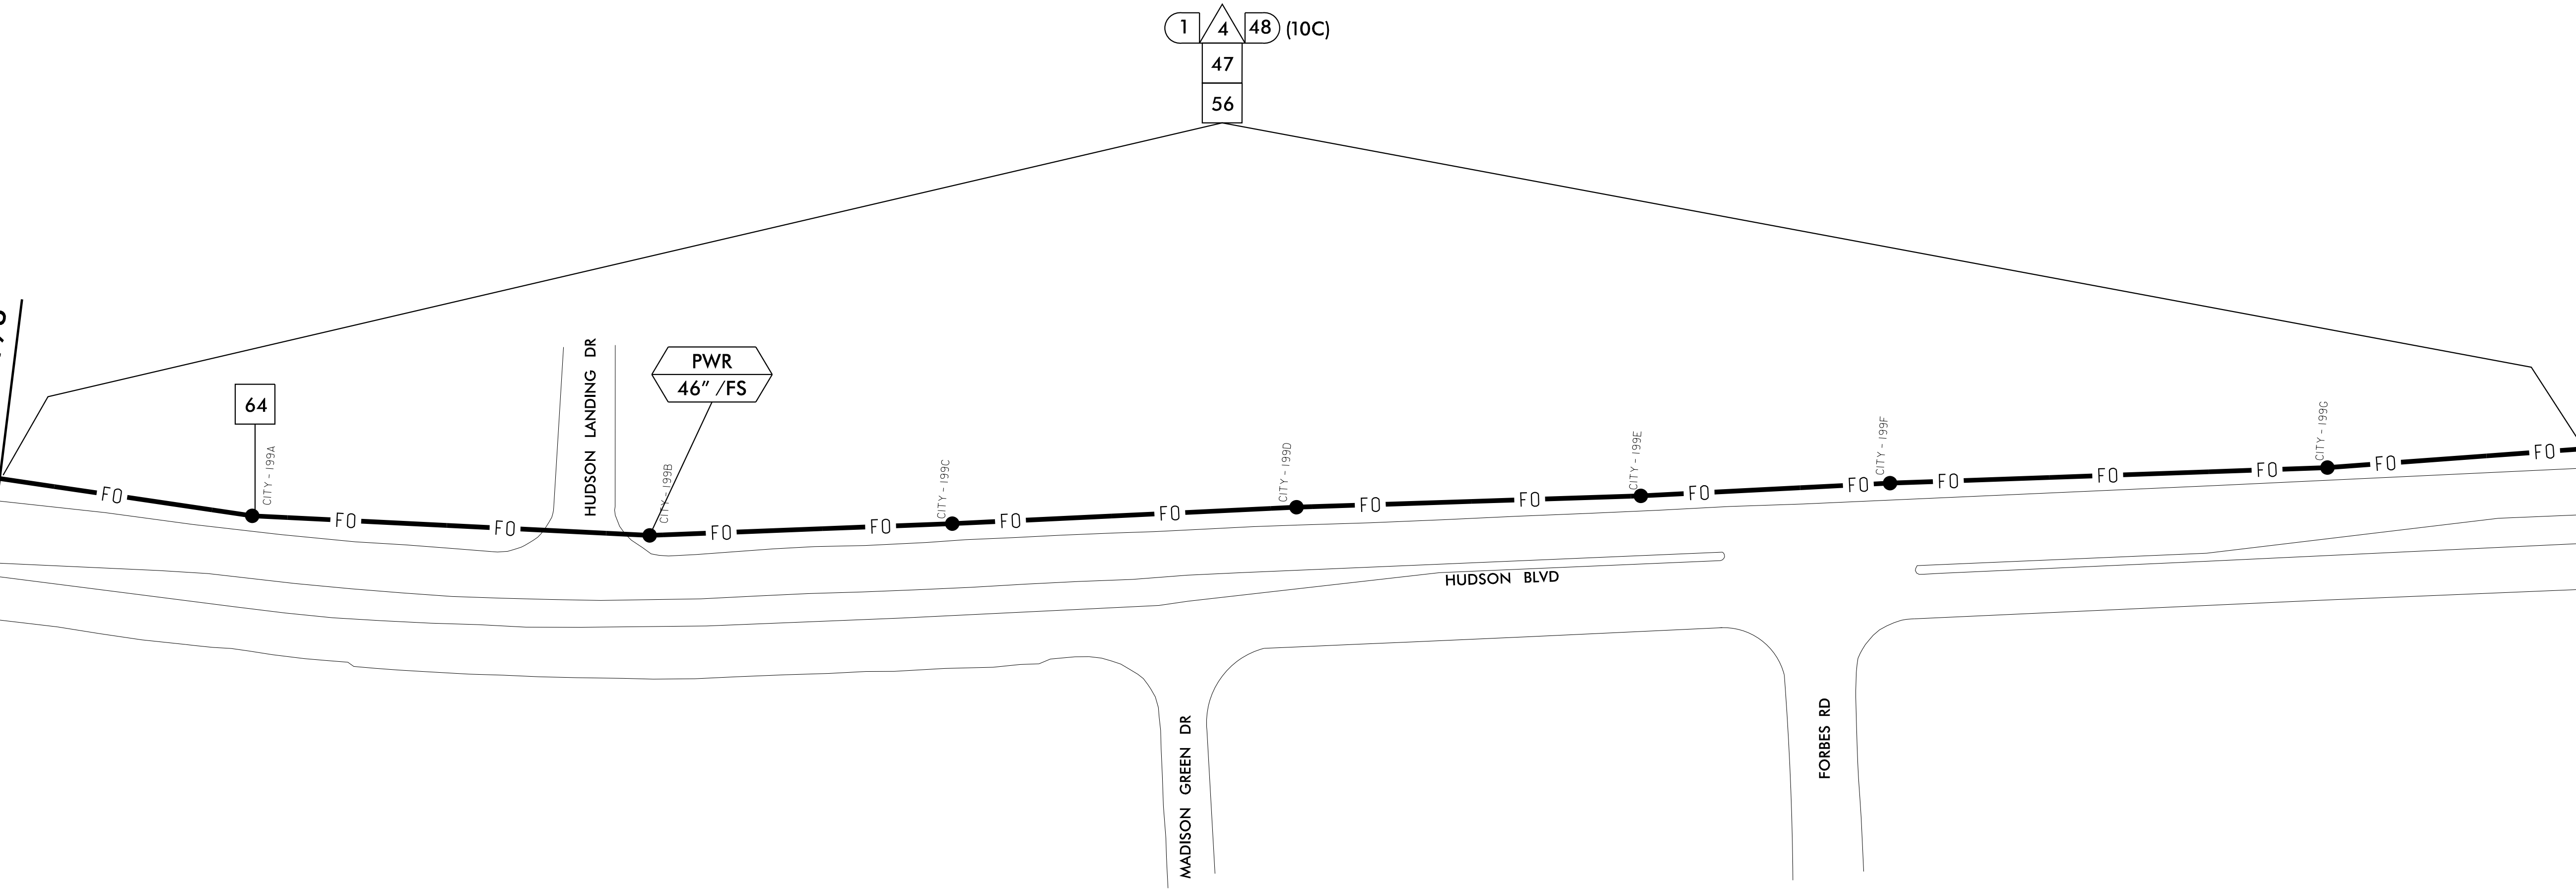 1 4 48 (10C)
47
56
HUDSON LANDING DR
PWR
46" /FS
64
CITY - 199A
CITY - 199B
CITY - 199C
CITY - 199D
CITY - 199E
CITY - 199F
CITY - 199G
FO FO FO FO FO FO FO FO FO FO FO FO FO FO FO FO
HUDSON BLVD
MADISON GREEN DR
FORBES RD